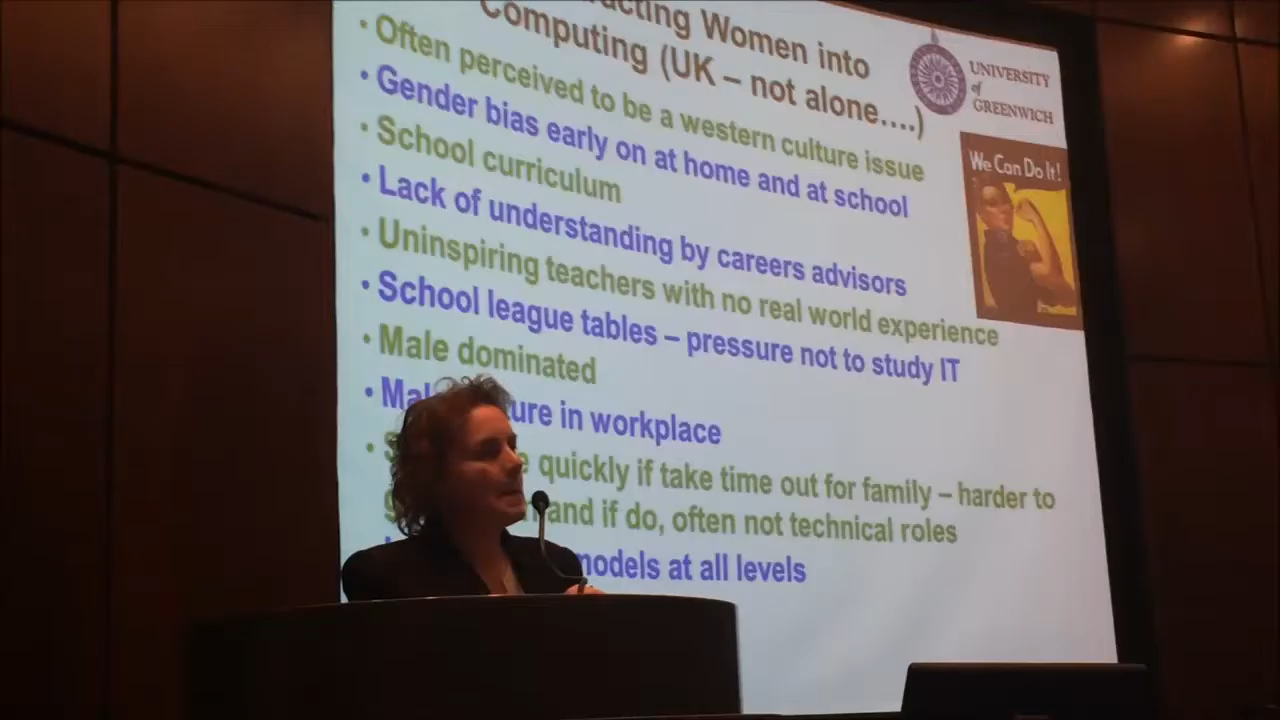 Women into
Computing (UK – not alone....)
• Often perceived to be a western culture issue
• Gender bias early on at home and at school
• School curriculum
• Lack of understanding by careers advisors
• Uninspiring teachers with no real world experience
• School league tables – pressure not to study IT
• Male dominated
• in workplace
• quickly if take time out for family – harder to
and if do, often not technical roles
models at all levels
UNIVERSITY
of
GREENWICH
We Can Do It!